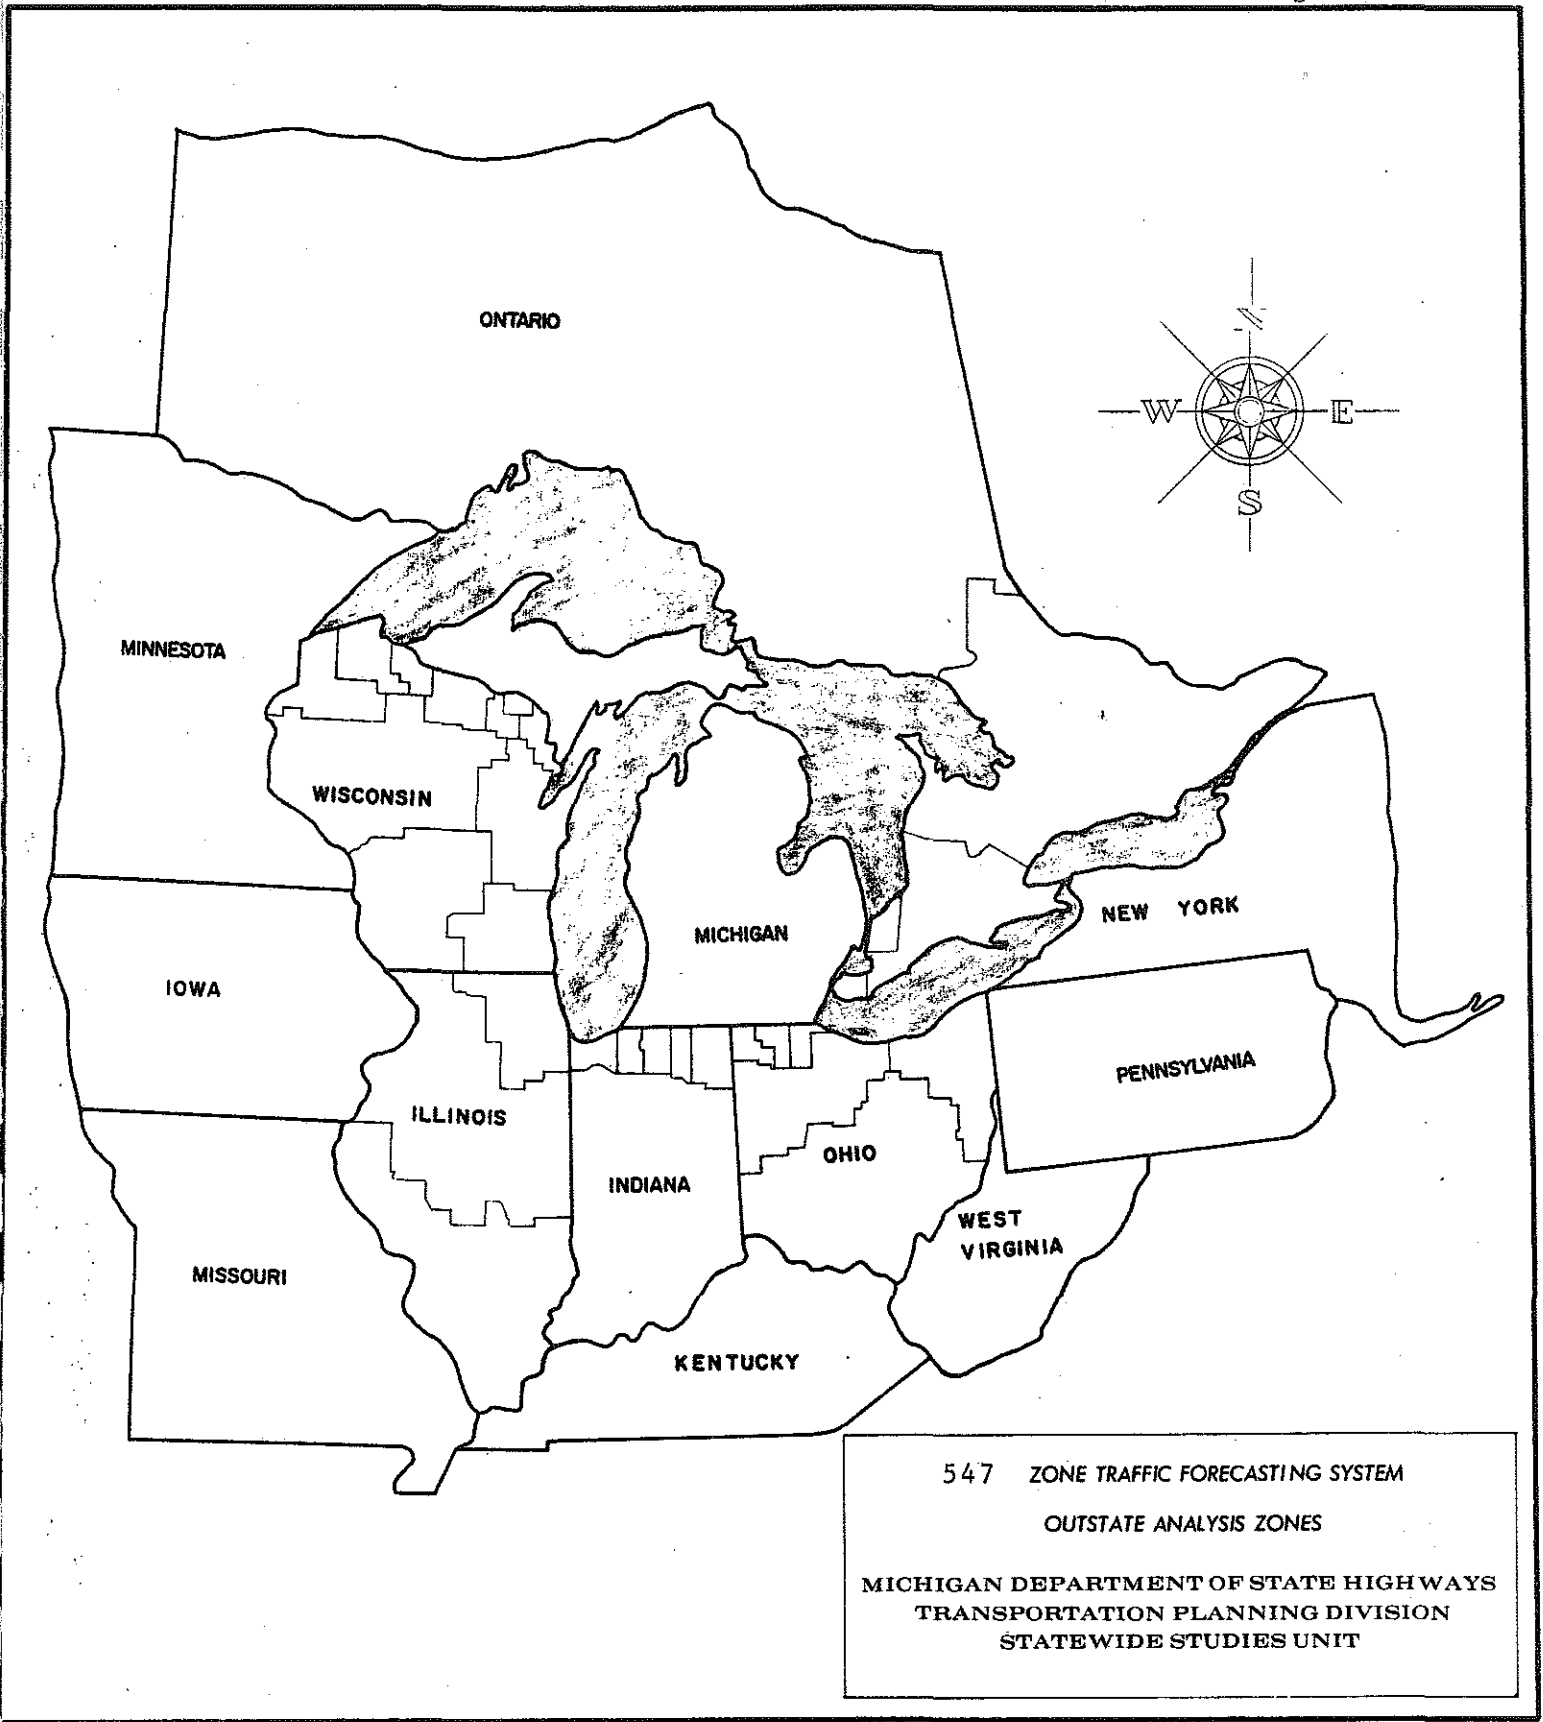 ONTARIO
N
W E
S
MINNESOTA
WISCONSIN
MICHIGAN
NEW YORK
IOWA
PENNSYLVANIA
ILLINOIS
OHIO
INDIANA
WEST
VIRGINIA
MISSOURI
KENTUCKY
547 ZONE TRAFFIC FORECASTING SYSTEM
OUTSTATE ANALYSIS ZONES
MICHIGAN DEPARTMENT OF STATE HIGHWAYS
TRANSPORTATION PLANNING DIVISION
STATEWIDE STUDIES UNIT